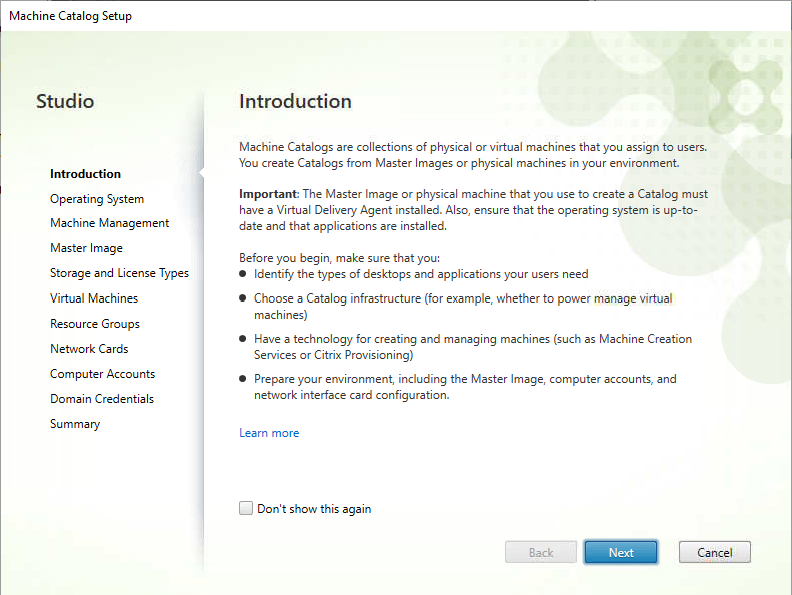 Machine Catalog Setup
Studio
Introduction
Operating System
Machine Management
Master Image
Storage and License Types
Virtual Machines
Resource Groups
Network Cards
Computer Accounts
Domain Credentials
Summary
Introduction
Machine Catalogs are collections of physical or virtual machines that you assign to users.
You create Catalogs from Master Images or physical machines in your environment.
Important: The Master Image or physical machine that you use to create a Catalog must
have a Virtual Delivery Agent installed. Also, ensure that the operating system is up-to-
date and that applications are installed.
Before you begin, make sure that you:
● Identify the types of desktops and applications your users need
● Choose a Catalog infrastructure (for example, whether to power manage virtual
machines)
● Have a technology for creating and managing machines (such as Machine Creation
Services or Citrix Provisioning)
● Prepare your environment, including the Master Image, computer accounts, and
network interface card configuration.
Learn more
Don't show this again
Back
Next
Cancel